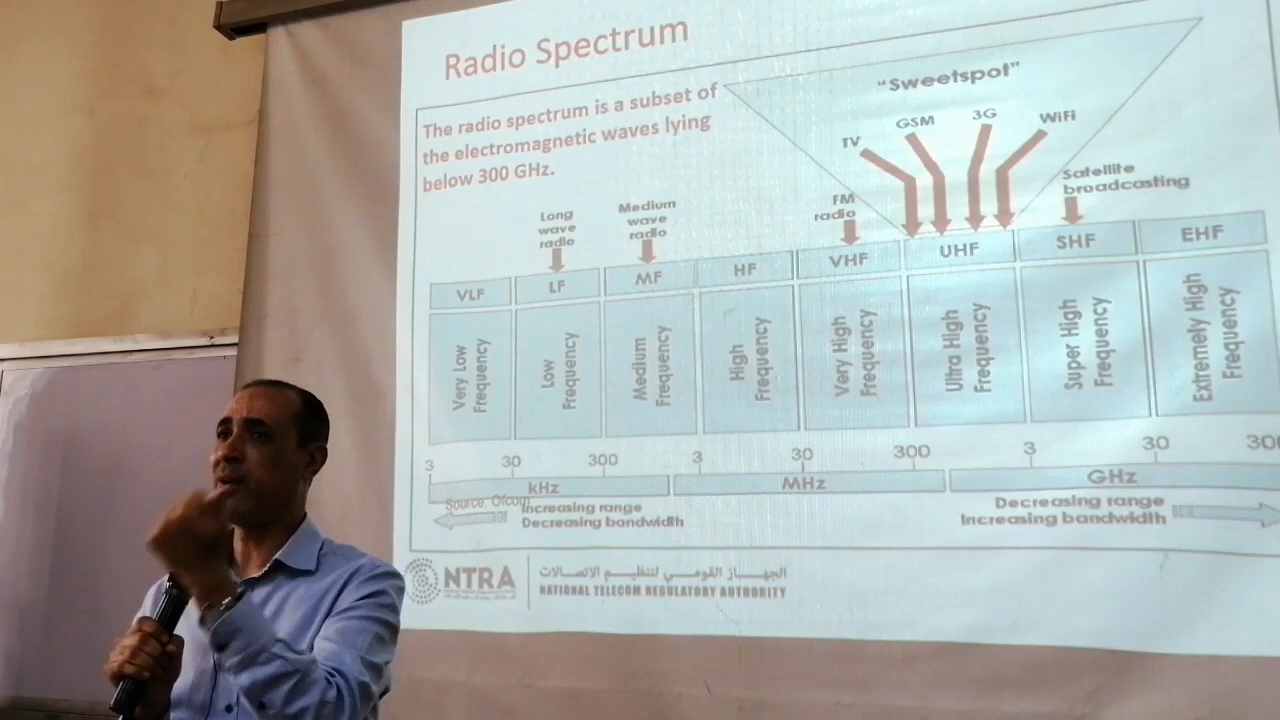 Radio Spectrum
The radio spectrum is a subset of
the electromagnetic waves lying
below 300 GHz.
"Sweetspot"
TV
GSM
3G
WiFi
Long
wave
radio
Medium
wave
radio
FM
radio
Satellite
broadcasting
VLF
LF
MF
HF
VHF
UHF
SHF
EHF
Very Low
Frequency
Low
Frequency
Medium
Frequency
High
Frequency
Very High
Frequency
Ultra High
Frequency
Super High
Frequency
Extremely High
Frequency
3
30
300
3
30
300
3
30
kHz
MHz
GHz
Source: Ofcom
Increasing range
Decreasing bandwidth
Decreasing range
Increasing bandwidth
NTRA
الجهاز القومي لتنظيم الاتصالات
NATIONAL TELECOM REGULATORY AUTHORITY